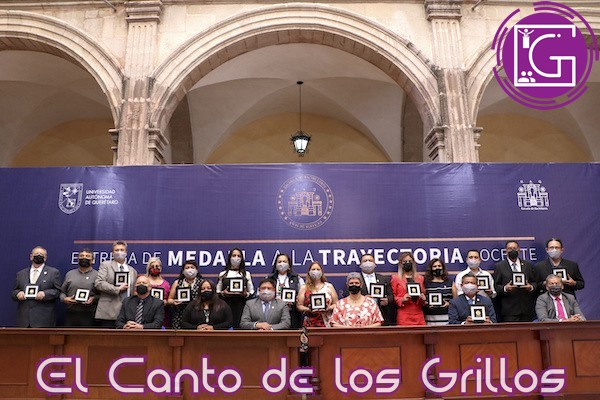 G
UNIVERSIDAD
AUTÓNOMA
DE QUERÉTARO
ENTREGA DE MEDALLA A LA TRAYECTORIA DOCENTE
El Canto de los Grillos